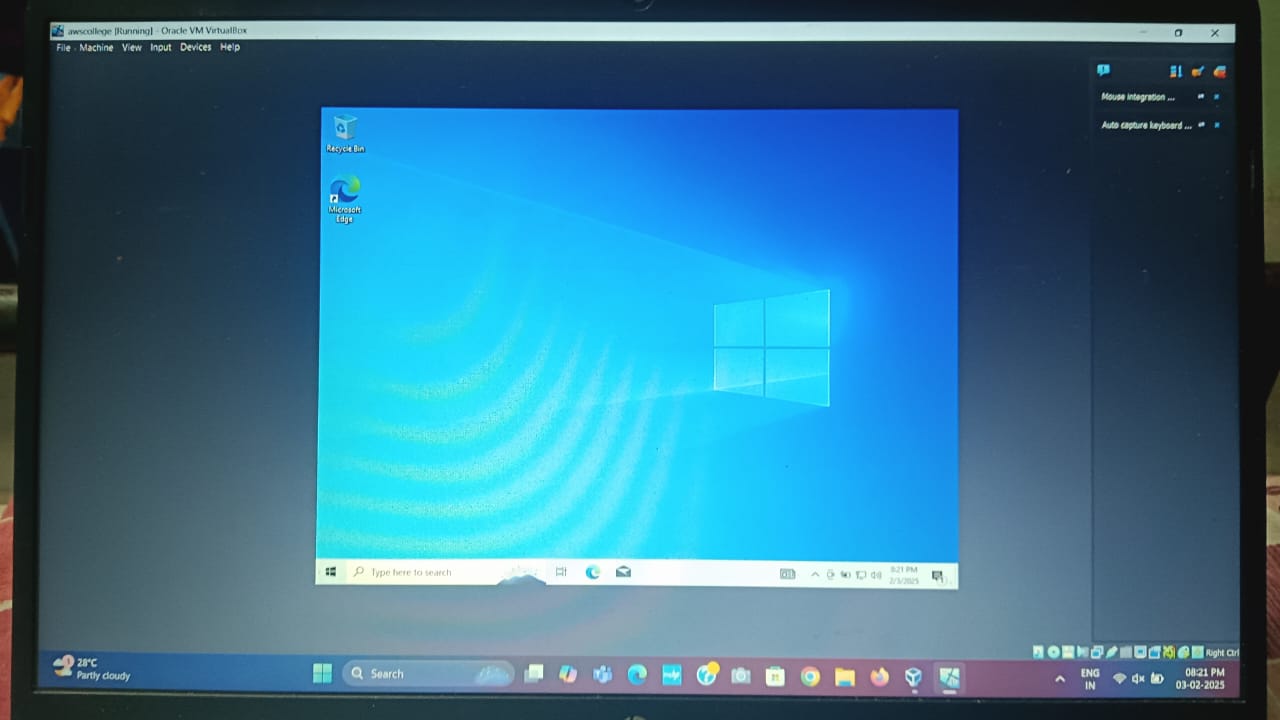 awscollege [Running] - Oracle VM VirtualBox
File Machine View Input Devices Help
Mouse integration ...
Auto capture keyboard ...
Recycle Bin
Microsoft
Edge
Type here to search
8:21 PM
2/3/2025
Right Ctrl
28°C
Partly cloudy
Search
ENG
IN
08:21 PM
03-02-2025